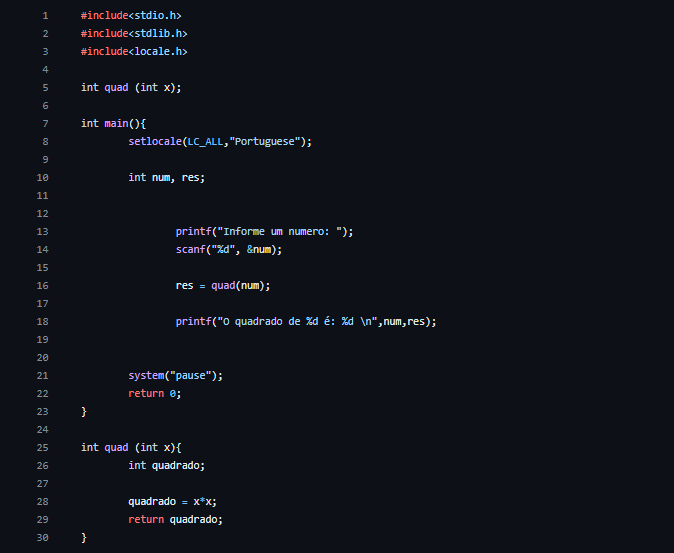 1 #include<stdio.h>
2 #include<stdlib.h>
3 #include<locale.h>
4
5 int quad (int x);
6
7 int main(){
8 setlocale(LC_ALL,"Portuguese");
9
10 int num, res;
11
12
13 printf("Informe um numero: ");
14 scanf("%d", &num);
15
16 res = quad(num);
17
18 printf("O quadrado de %d é: %d \n",num,res);
19
20
21 system("pause");
22 return 0;
23 }
24
25 int quad (int x){
26 int quadrado;
27
28 quadrado = x*x;
29 return quadrado;
30 }